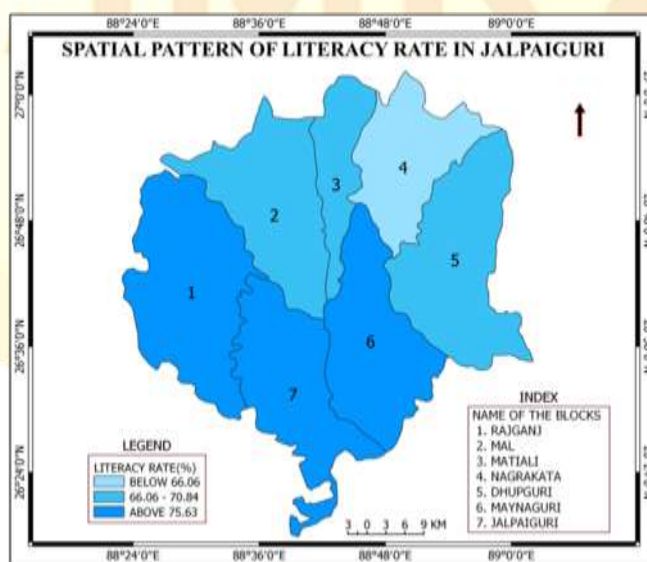 88°24'0"E 88°36'0"E 88°48'0"E 89°0'0"E
SPATIAL PATTERN OF LITERACY RATE IN JALPAIGURI
27°0'0"N
26°48'0"N
26°36'0"N
26°24'0"N
4
3
2
5
1
6
7
LEGEND
LITERACY RATE(%)
BELOW 66.06
66.06 - 70.84
ABOVE 75.63
3 0 3 6 9 KM
INDEX
NAME OF THE BLOCKS
1. RAJGANJ
2. MAL
3. MATIALI
4. NAGRAKATA
5. DHUPGURI
6. MAYNAGURI
7. JALPAIGURI
88°24'0"E 88°36'0"E 88°48'0"E 89°0'0"E